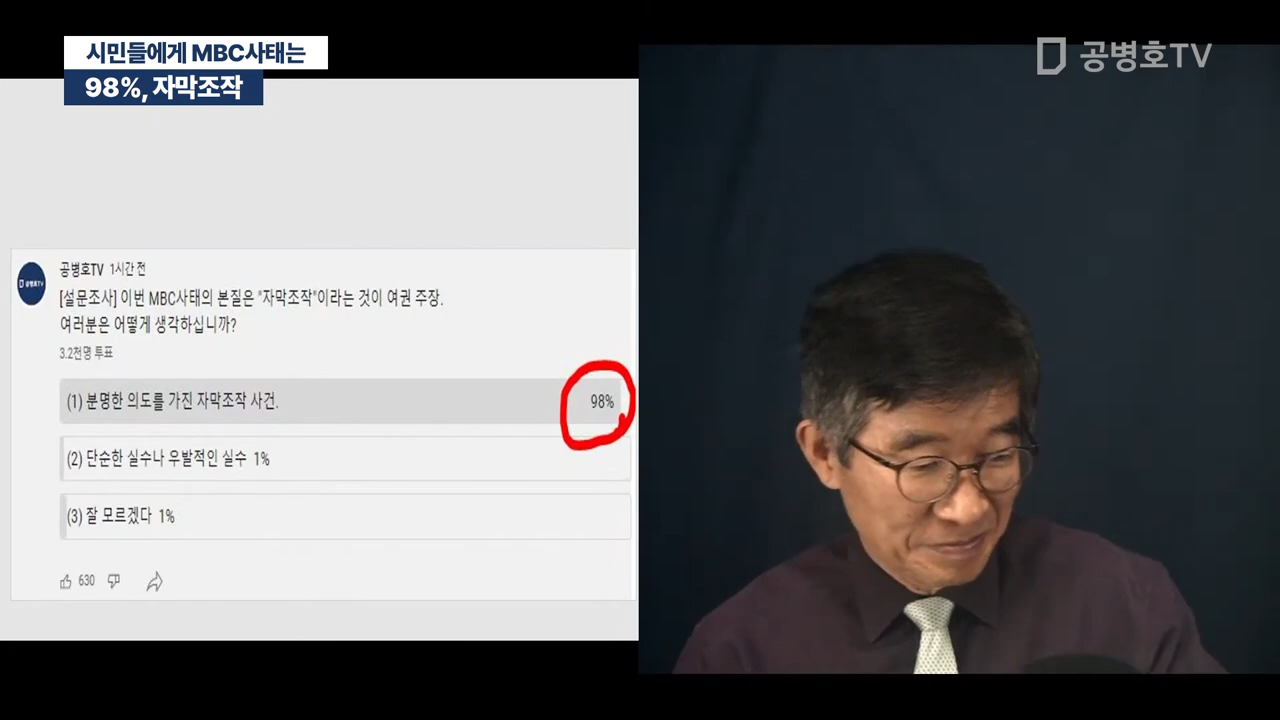 시민들에게 MBC사태는
98%, 자막조작
공병호TV
공병호TV
공병호TV 1시간 전
[설문조사] 이번 MBC사태의 본질은 "자막조작"이라는 것이 여권 주장.
여러분은 어떻게 생각하십니까?
3.2천명 투표
(1) 분명한 의도를 가진 자막조작 사건. 98%
(2) 단순한 실수나 우발적인 실수 1%
(3) 잘 모르겠다 1%
630